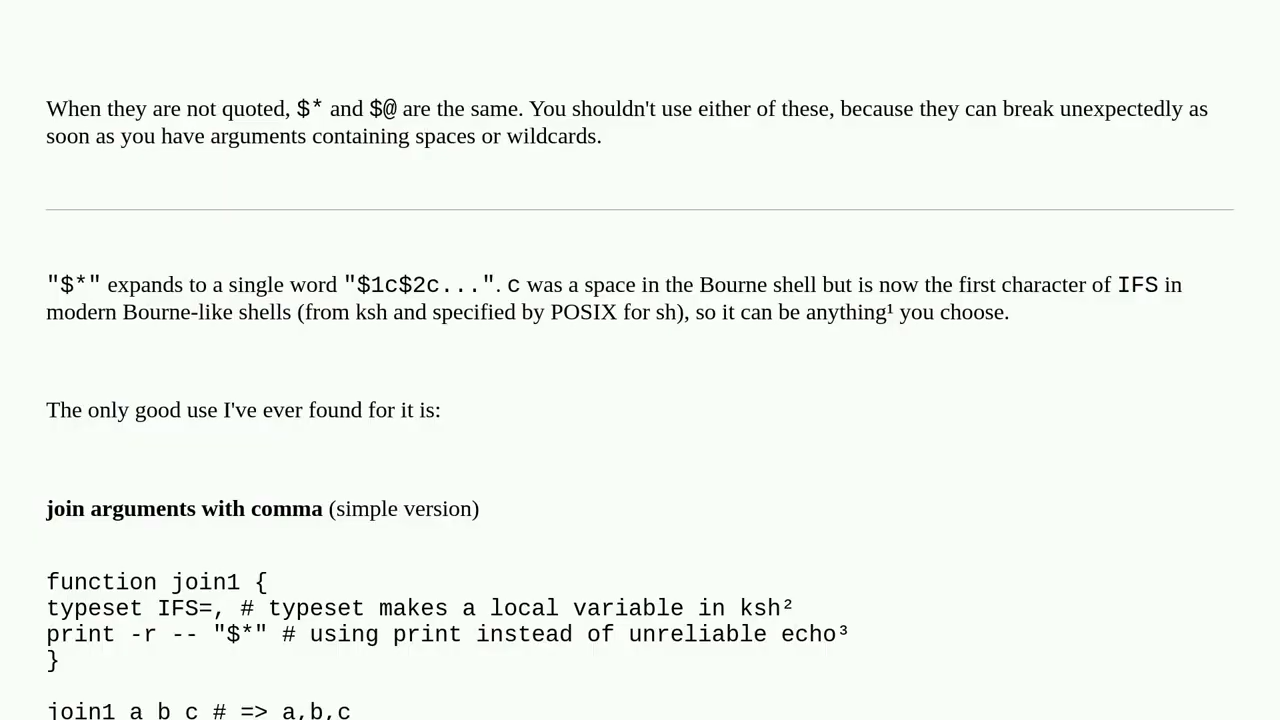 When they are not quoted, $* and $@ are the same. You shouldn't use either of these, because they can break unexpectedly as
soon as you have arguments containing spaces or wildcards.
"$*" expands to a single word "$1c$2c...". c was a space in the Bourne shell but is now the first character of IFS in
modern Bourne-like shells (from ksh and specified by POSIX for sh), so it can be anything¹ you choose.
The only good use I've ever found for it is:
join arguments with comma (simple version)
function join1 {
typeset IFS=, # typeset makes a local variable in ksh²
print -r -- "$*" # using print instead of unreliable echo³
}
join1 a b c # => a,b,c